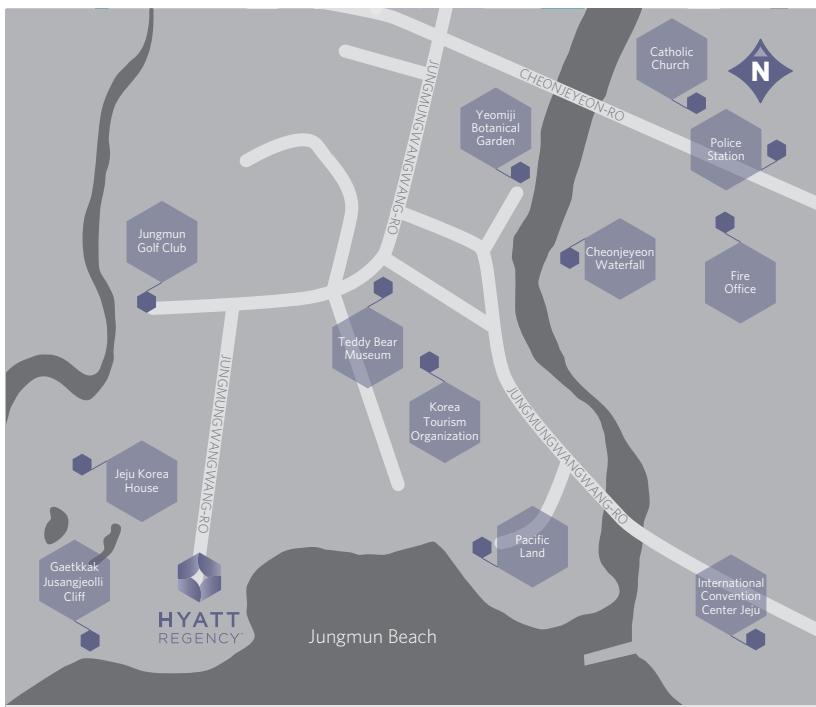 Catholic
Church
N
CHEONJEYEON-RO
JUNGMUNGWANGWANG-RO
Yeomiji
Botanical
Garden
Police
Station
Jungmun
Golf Club
Cheonjeyeon
Waterfall
Fire
Office
Teddy Bear
Museum
JUNGMUNGWANGWANG-RO
Korea
Tourism
Organization
JUNGMUNGWANGWANG-RO
Jeju Korea
House
Pacific
Land
Gaetkkak
Jusangjeolli
Cliff
International
Convention
Center Jeju
HYATT
REGENCY
Jungmun Beach